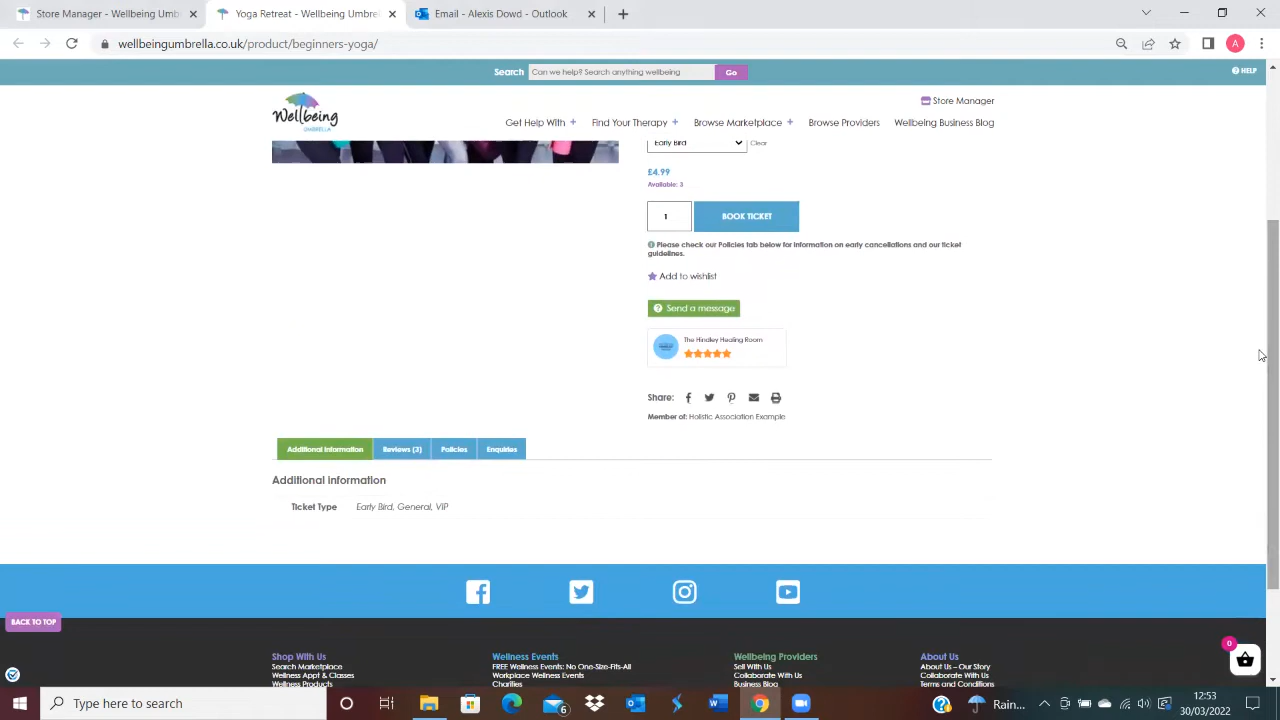 Store Manager - Wellbeing Umb
Yoga Retreat - Wellbeing Umbrel
Email - Alexis Dowd - Outlook
wellbeingumbrella.co.uk/product/beginners-yoga/
A
Search
Can we help? Search anything wellbeing
Go
HELP
Wellbeing
UMBRELLA
Store Manager
Get Help With +
Find Your Therapy +
Browse Marketplace +
Browse Providers
Wellbeing Business Blog
Early Bird
Clear
£4.99
Available: 3
1
BOOK TICKET
Please check our Policies tab below for information on early cancellations and our ticket
guidelines.
Add to wishlist
Send a message
The Hindley Healing Room
Share:
Member of: Holistic Association Example
Additional information
Reviews (3)
Policies
Enquiries
Additional information
Ticket Type
Early Bird, General, VIP
BACK TO TOP
0
Shop With Us
Wellness Events
Wellbeing Providers
About Us
Search Marketplace
FREE Wellness Events: No One-Size-Fits-All
Sell With Us
About Us – Our Story
Wellness Appt & Classes
Workplace Wellness Events
Collaborate With Us
Collaborate With Us
Wellness Products
Charities
Business Blog
Terms and Conditions
Type here to search
6
Rain...
12:53
30/03/2022